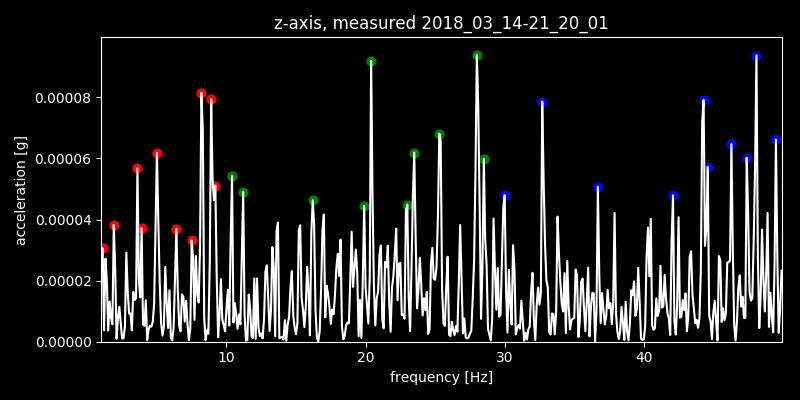 z-axis, measured 2018_03_14-21_20_01
acceleration [g]
0.00008
0.00006
0.00004
0.00002
0.00000
10 20 30 40
frequency [Hz]